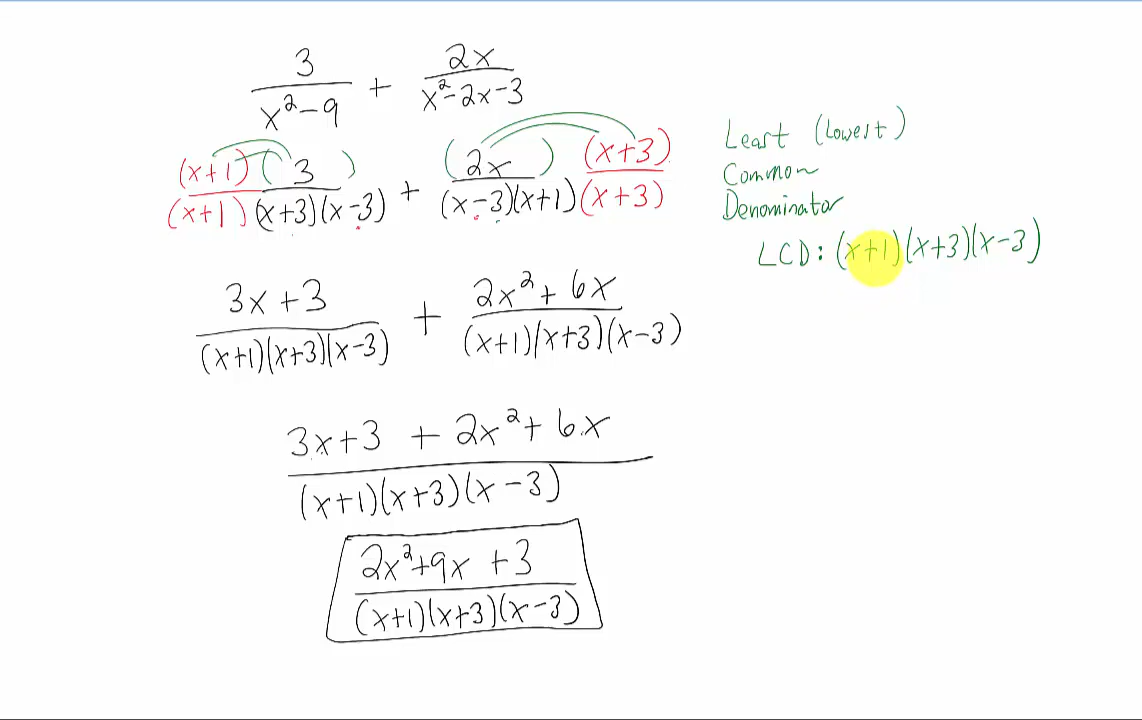 3/(x²-9) + 2x/(x²-2x-3)
(x+1)(3)/(x+1)(x+3)(x-3) + (2x)(x+3)/(x-3)(x+1)(x+3)
Least (Lowest)
Common
Denominator
LCD: (x+1)(x+3)(x-3)
3x+3/(x+1)(x+3)(x-3) + 2x²+6x/(x+1)(x+3)(x-3)
3x+3 + 2x²+6x/(x+1)(x+3)(x-3)
2x²+9x+3/(x+1)(x+3)(x-3)